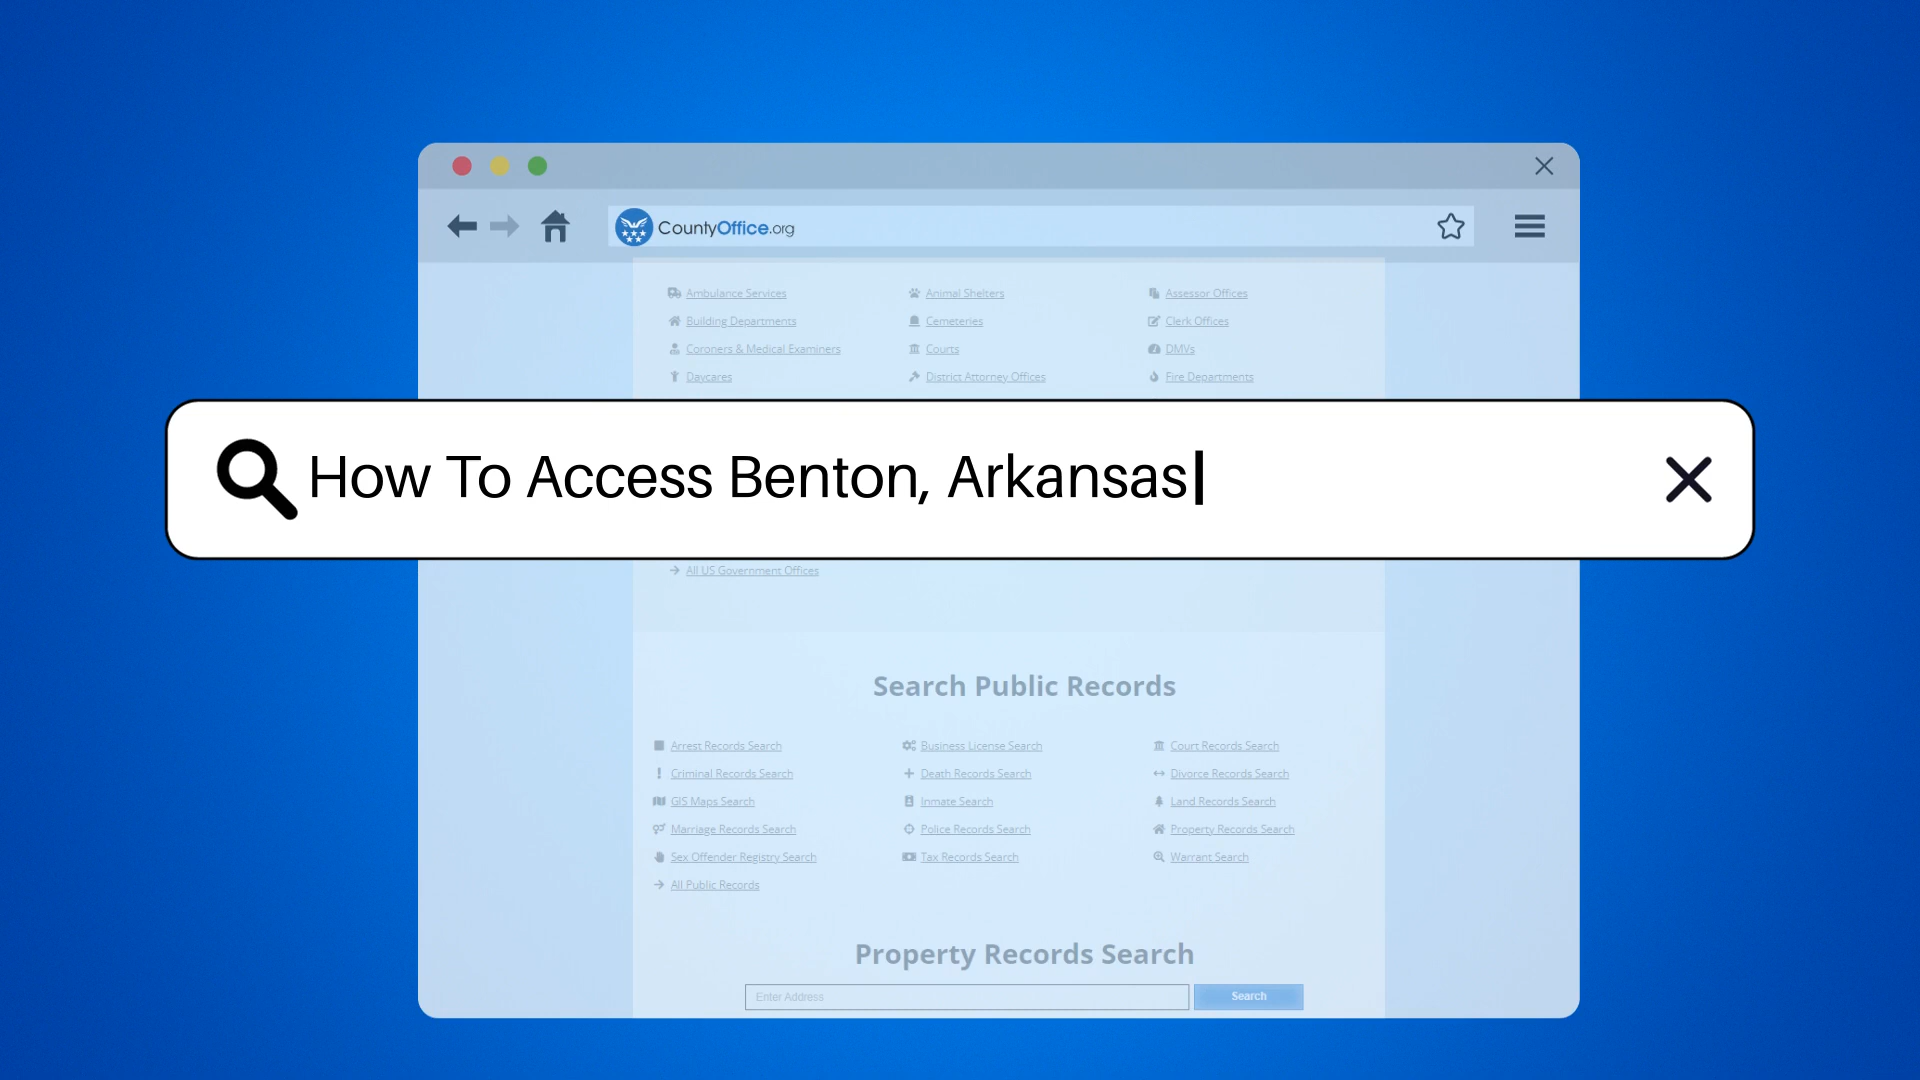 CountyOffice.org
Ambulance Services Animal Shelters Assessor Offices
Building Departments Cemeteries Clerk Offices
Coroners & Medical Examiners Courts DMVs
Daycares District Attorney Offices Fire Departments
How To Access Benton, Arkansas
All US Government Offices
Search Public Records
Arrest Records Search Business License Search Court Records Search
Criminal Records Search Death Records Search Divorce Records Search
GIS Maps Search Inmate Search Land Records Search
Marriage Records Search Police Records Search Property Records Search
Sex Offender Registry Search Tax Records Search Warrant Search
All Public Records
Property Records Search
Enter Address Search